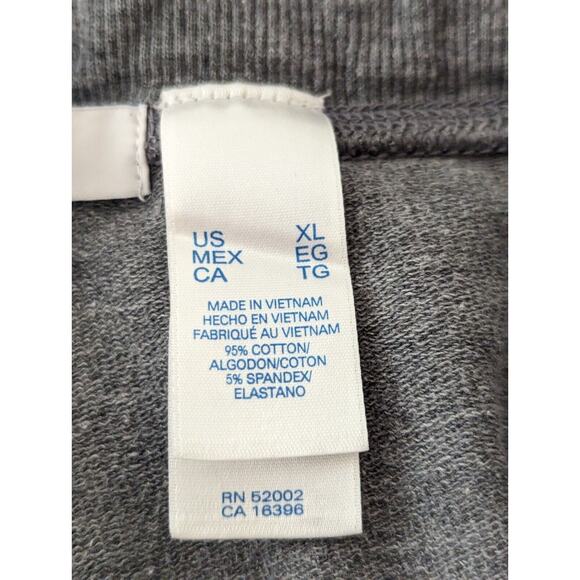 US XL
MEX EG
CA TG
MADE IN VIETNAM
HECHO EN VIETNAM
FABRIQUÉ AU VIETNAM
95% COTTON/
ALGODON/COTON
5% SPANDEX/
ELASTANO
RN 52002
CA 16396